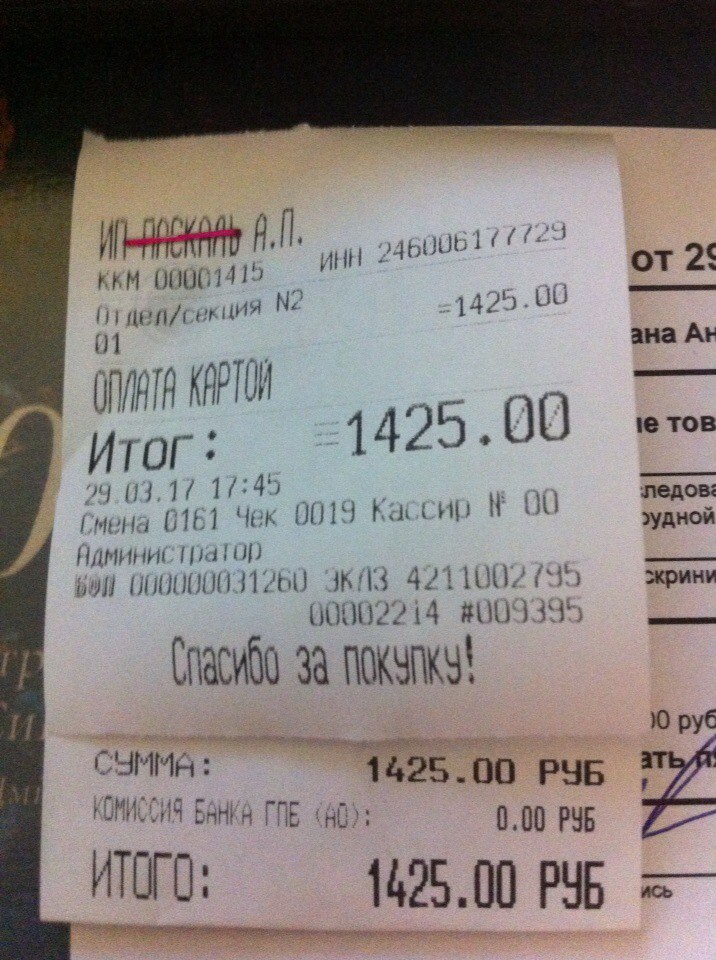 ИП ПАСКАЛЬ А.П.
ККМ 00001415 ИНН 246006177729
Отдел/секция N2 =1425.00
01
ОПЛАТА КАРТОЙ
Итог: =1425.00
29.03.17 17:45
Смена 0161 Чек 0019 Кассир № 00
Администратор
000000031260 ЭКЛЗ 4211002795
00002214 #009395
Спасибо за покупку!
СУММА: 1425.00 РУБ
КОМИССИЯ БАНКА ГПБ (АО): 0.00 РУБ
ИТОГО: 1425.00 РУБ
от 29
ана Ан
ие тов
следова
рудной
скрини
00 руб
ать пя
ись